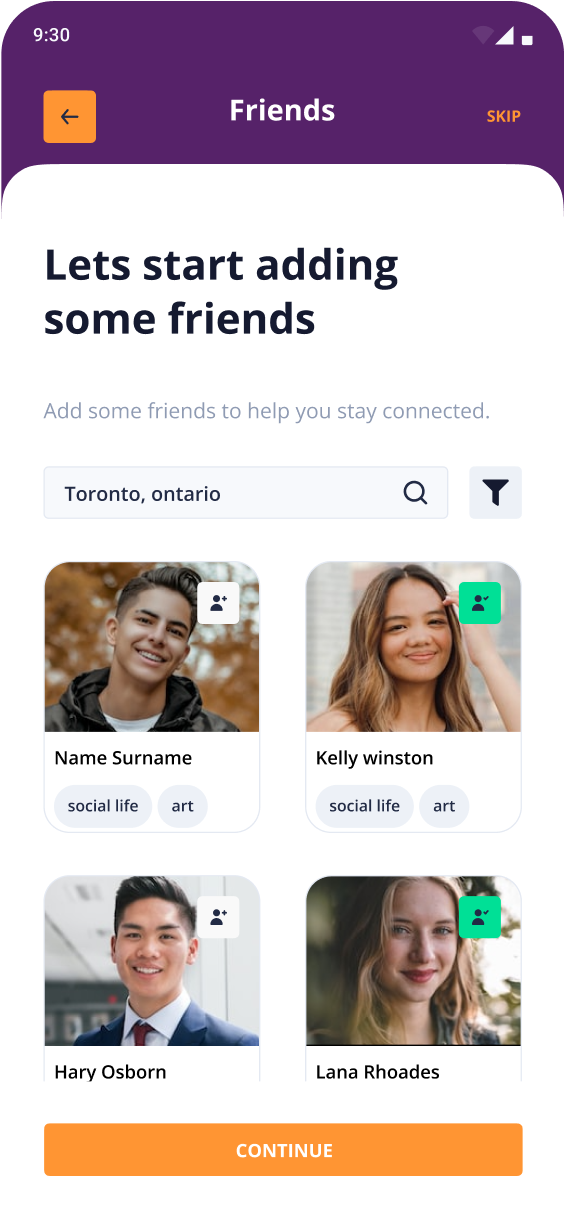 9:30
Friends
SKIP
Lets start adding
some friends
Add some friends to help you stay connected.
Toronto, ontario
Name Surname
Kelly winston
social life art
social life art
Hary Osborn
Lana Rhoades
CONTINUE